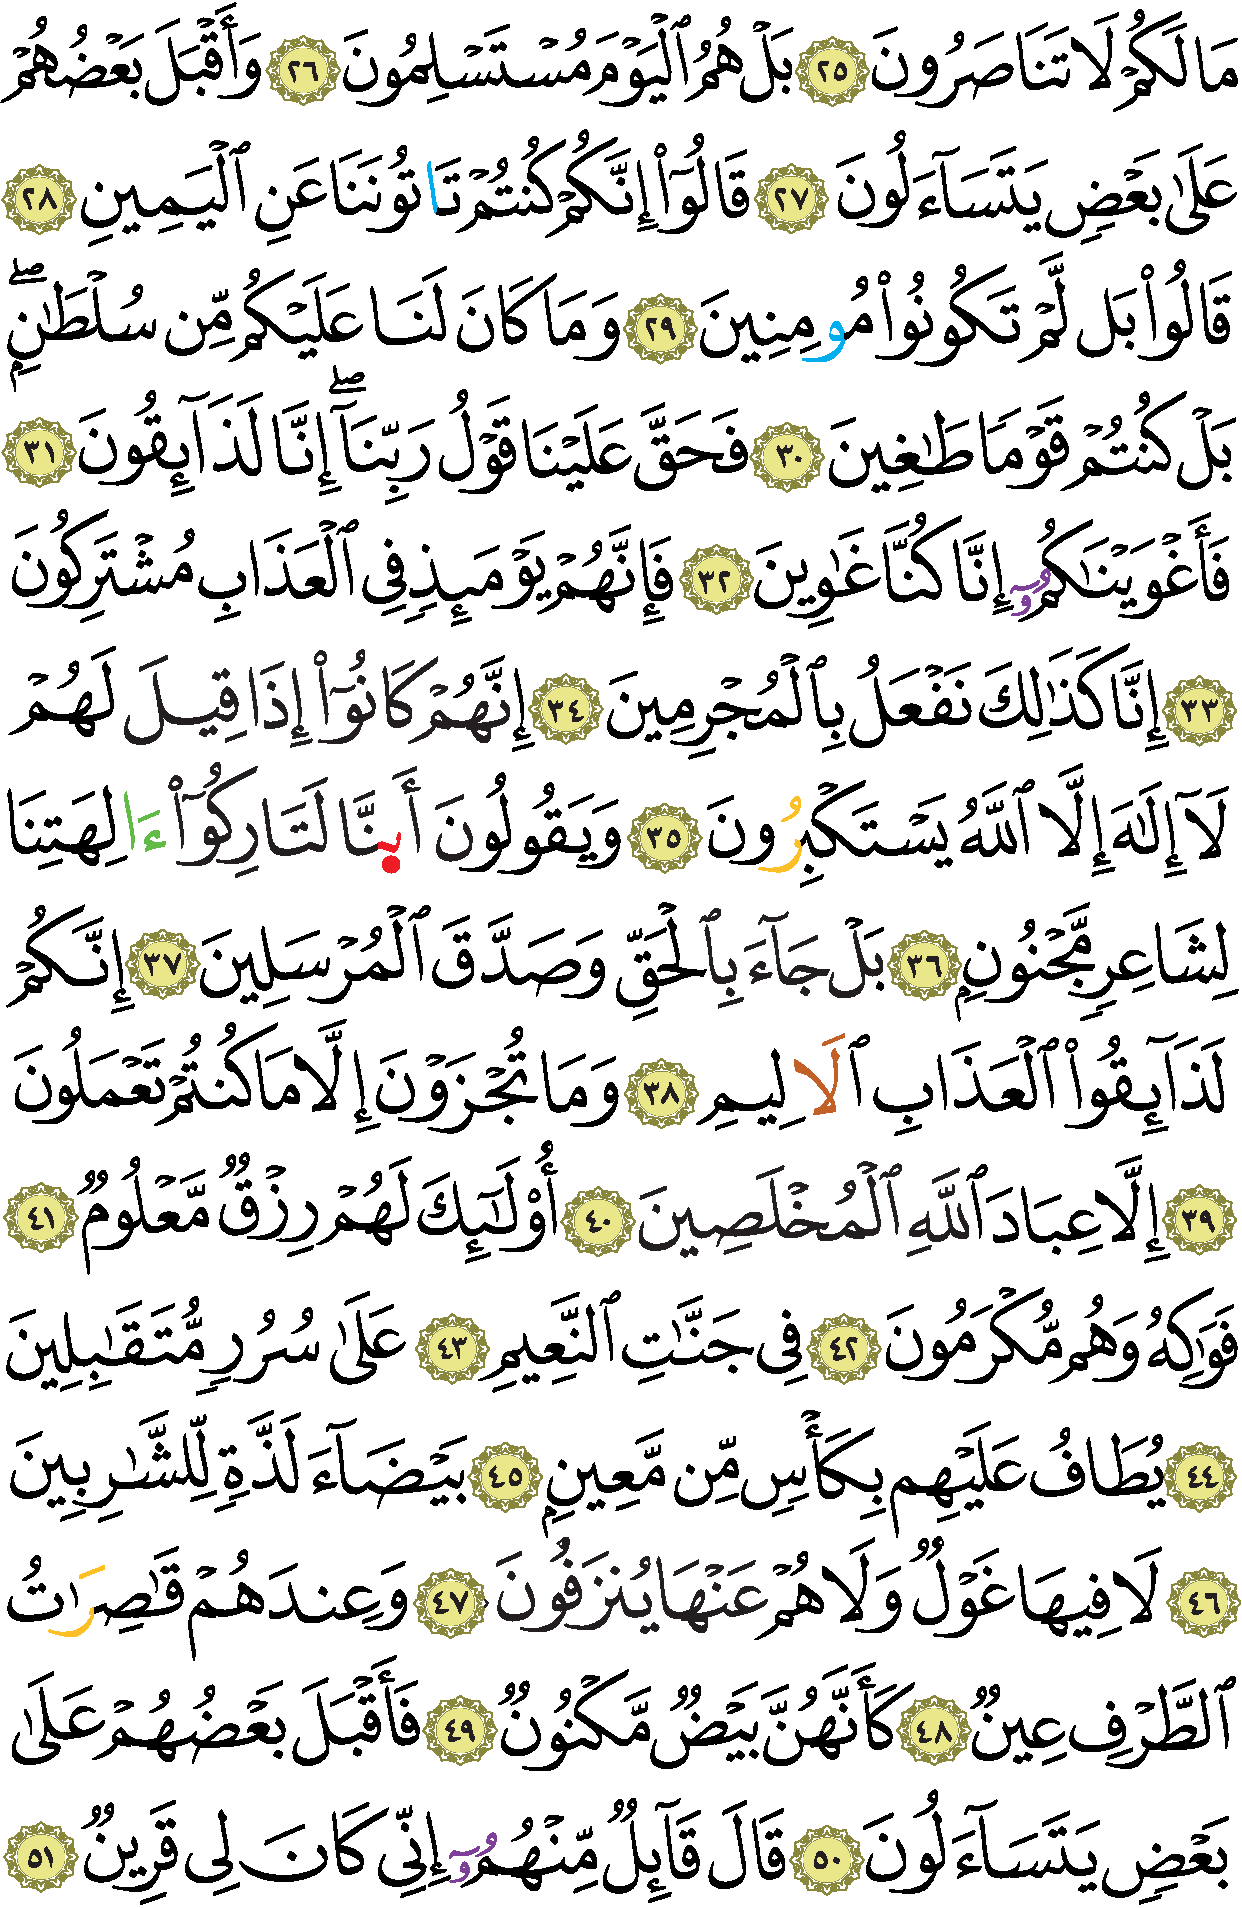 مَا لَكُمۡ لَا تَنَاصَرُونَ ٢٥ بَلۡ هُمُ ٱلۡيَوۡمَ مُسۡتَسۡلِمُونَ ٢٦ وَأَقۡبَلَ بَعۡضُهُمۡ
عَلَىٰ بَعۡضٖ يَتَسَآءَلُونَ ٢٧ قَالُوٓاْ إِنَّكُمۡ كُنتُمۡ تَاتُونَنَا عَنِ ٱلۡيَمِينِ ٢٨
قَالُواْ بَل لَّمۡ تَكُونُواْ مُومِنِينَ ٢٩ وَمَا كَانَ لَنَا عَلَيۡكُم مِّن سُلۡطَٰنِۭۖ
بَلۡ كُنتُمۡ قَوۡمٗا طَٰغِينَ ٣٠ فَحَقَّ عَلَيۡنَا قَوۡلُ رَبِّنَآۖ إِنَّا لَذَآئِقُونَ ٣١
فَأَغۡوَيۡنَٰكُمُۥٓ إِنَّا كُنَّا غَٰوِينَ ٣٢ فَإِنَّهُمۡ يَوۡمَئِذٖ فِي ٱلۡعَذَابِ مُشۡتَرِكُونَ
٣٣ إِنَّا كَذَٰلِكَ نَفۡعَلُ بِٱلۡمُجۡرِمِينَ ٣٤ إِنَّهُمۡ كَانُوٓاْ إِذَا قِيلَ لَهُمۡ
لَآ إِلَٰهَ إِلَّا ٱللَّهُ يَسۡتَكۡبِرُونَ ٣٥ وَيَقُولُونَ أَي۪نَّا لَتَارِكُوٓاْ ءَالِهَتِنَا
لِشَاعِرٖ مَّجۡنُونِۭ ٣٦ بَلۡ جَآءَ بِٱلۡحَقِّ وَصَدَّقَ ٱلۡمُرۡسَلِينَ ٣٧ إِنَّكُمۡ
لَذَآئِقُواْ ٱلۡعَذَابِ ٱلَالِيمِ ٣٨ وَمَا تُجۡزَوۡنَ إِلَّا مَا كُنتُمۡ تَعۡمَلُونَ
٣٩ إِلَّا عِبَادَ ٱللَّهِ ٱلۡمُخۡلَصِينَ ٤٠ أُوْلَٰٓئِكَ لَهُمۡ رِزۡقٞ مَّعۡلُومٞ ٤١
فَوَٰكِهُ وَهُم مُّكۡرَمُونَ ٤٢ فِي جَنَّٰتِ ٱلنَّعِيمِ ٤٣ عَلَىٰ سُرُرٖ مُّتَقَٰبِلِينَ
٤٤ يُطَافُ عَلَيۡهِم بِكَأۡسٖ مِّن مَّعِينِۭ ٤٥ بَيۡضَآءَ لَذَّةٖ لِّلشَّٰرِبِينَ
٤٦ لَا فِيهَا غَوۡلٞ وَلَا هُمۡ عَنۡهَا يُنزَفُونَ ٤٧ وَعِندَهُمۡ قَٰصِرَٰتُ
ٱلطَّرۡفِ عِينٞ ٤٨ كَأَنَّهُنَّ بَيۡضٞ مَّكۡنُونٞ ٤٩ فَأَقۡبَلَ بَعۡضُهُمۡ عَلَىٰ
بَعۡضٖ يَتَسَآءَلُونَ ٥٠ قَالَ قَآئِلٞ مِّنۡهُمُۥٓ إِنِّي كَانَ لِي قَرِينٞ ٥١